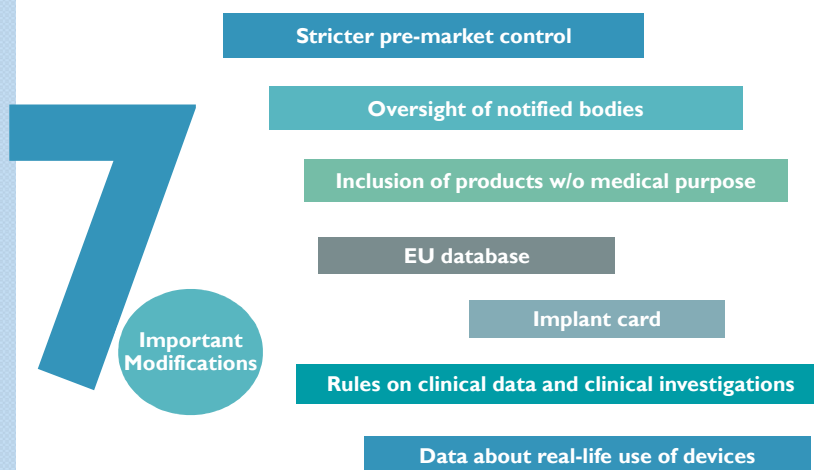 Stricter pre-market control
Oversight of notified bodies
7
Inclusion of products w/o medical purpose
EU database
Implant card
Important
Modifications
Rules on clinical data and clinical investigations
Data about real-life use of devices